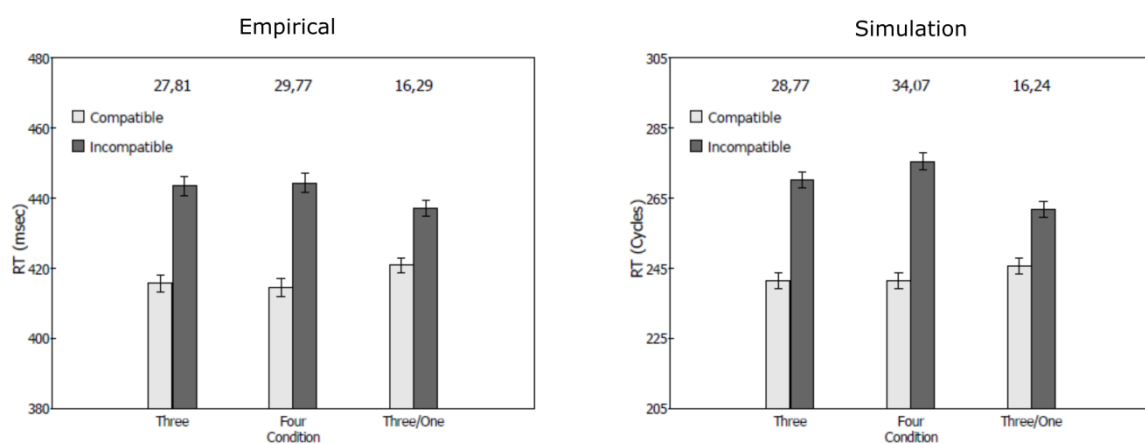 Empirical
480
460
440
420
400
380
RT (msec)
27,81 29,77 16,29
Compatible
Incompatible
Three Four Three/One
Condition
Simulation
305
285
265
245
225
205
RT (Cycles)
28,77 34,07 16,24
Compatible
Incompatible
Three Four Three/One
Condition